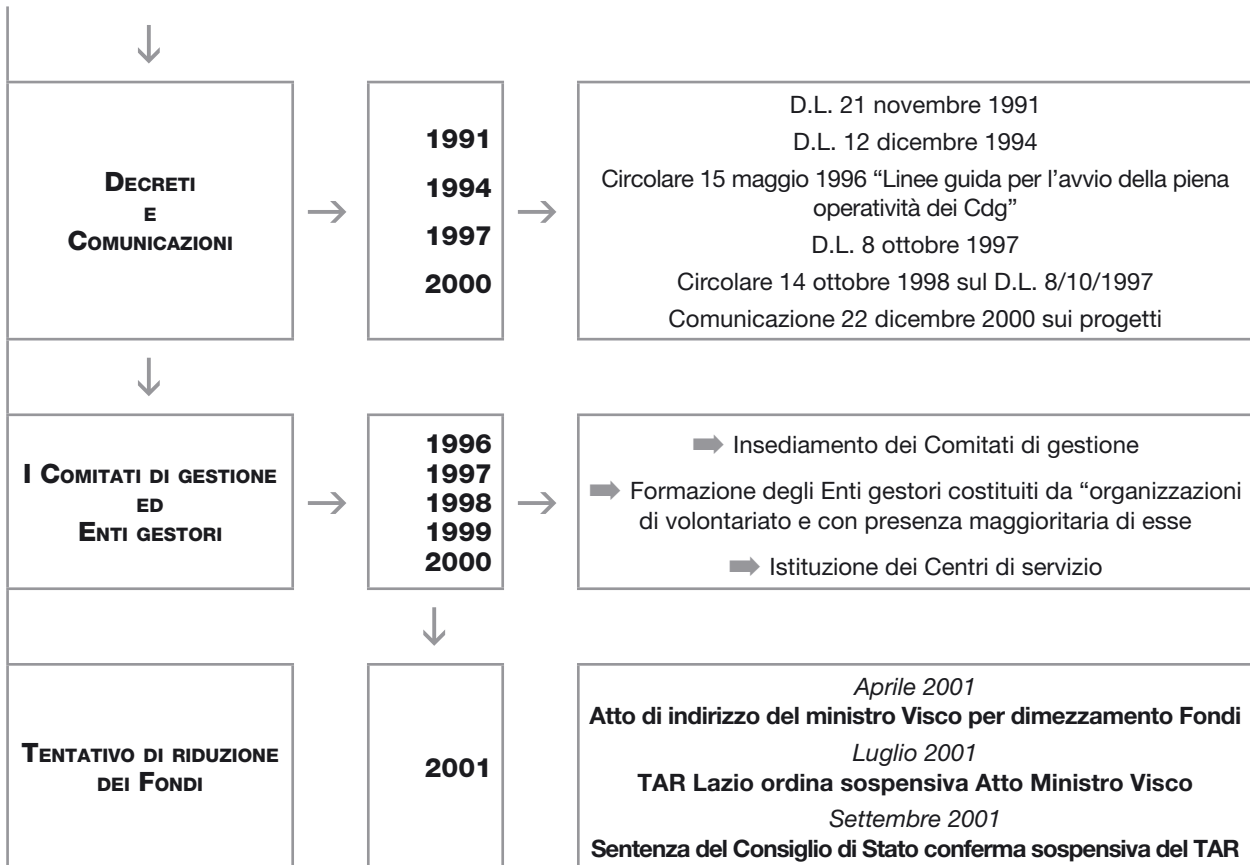 DECRETI
E
COMUNICAZIONI
1991
1994
1997
2000
D.L. 21 novembre 1991
D.L. 12 dicembre 1994
Circolare 15 maggio 1996 “Linee guida per l'avvio della piena
operatività dei Cdg”
D.L. 8 ottobre 1997
Circolare 14 ottobre 1998 sul D.L. 8/10/1997
Comunicazione 22 dicembre 2000 sui progetti
I COMITATI DI GESTIONE
ED
ENTI GESTORI
1996
1997
1998
1999
2000
Insediamento dei Comitati di gestione
Formazione degli Enti gestori costituiti da “organizzazioni
di volontariato e con presenza maggioritaria di esse
Istituzione dei Centri di servizio
TENTATIVO DI RIDUZIONE
DEI FONDI
2001
Aprile 2001
Atto di indirizzo del ministro Visco per dimezzamento Fondi
Luglio 2001
TAR Lazio ordina sospensiva Atto Ministro Visco
Settembre 2001
Sentenza del Consiglio di Stato conferma sospensiva del TAR